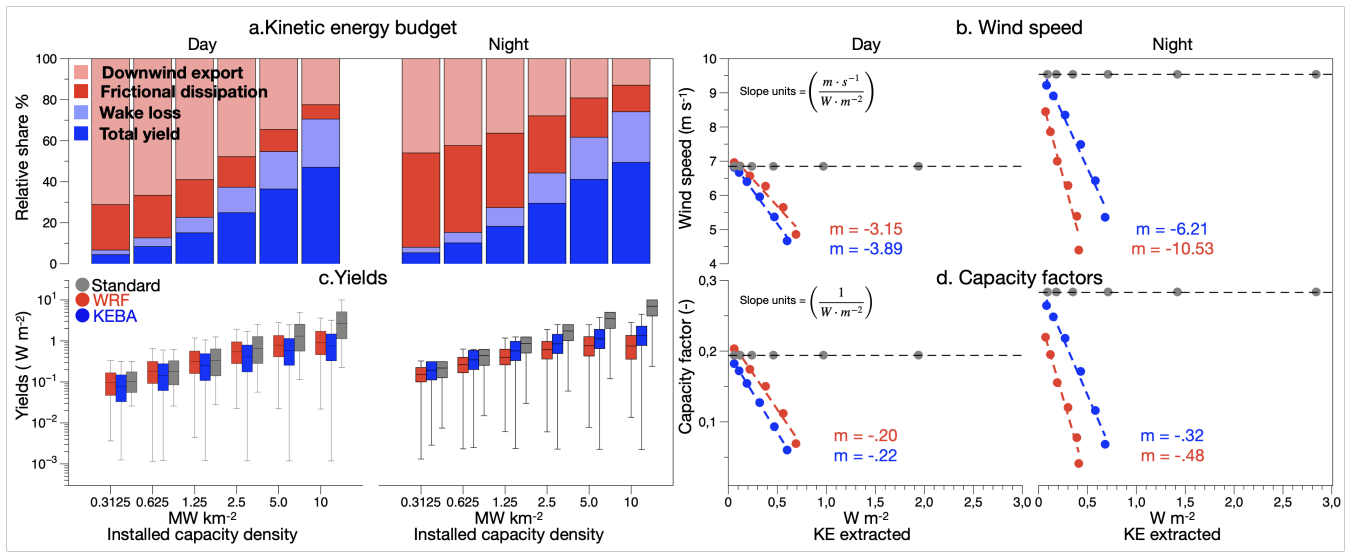 a.Kinetic energy budget
Day
Night
Relative share %
100
80
60
40
20
0
Downwind export
Frictional dissipation
Wake loss
Total yield
b. Wind speed
Day
Night
Wind speed (m s-1)
10
9
8
7
6
5
4
Slope units = (m · s⁻¹ / W · m⁻²)
m = -3.15
m = -3.89
m = -6.21
m = -10.53
c.Yields
Standard
WRF
KEBA
Yields ( W m-2)
10¹
1
10⁻¹
10⁻²
10⁻³
0.3125 0.625 1.25 2.5 5.0 10
MW km-2
Installed capacity density
0.3125 0.625 1.25 2.5 5.0 10
MW km-2
Installed capacity density
d. Capacity factors
Capacity factor (-)
0,3
0,2
0,1
Slope units = (1 / W · m⁻²)
m = -.20
m = -.22
m = -.32
m = -.48
0 0,5 1,0 1,5 2,0 2,5 3,0
W m-2
KE extracted
0 0,5 1,0 1,5 2,0 2,5 3,0
W m-2
KE extracted